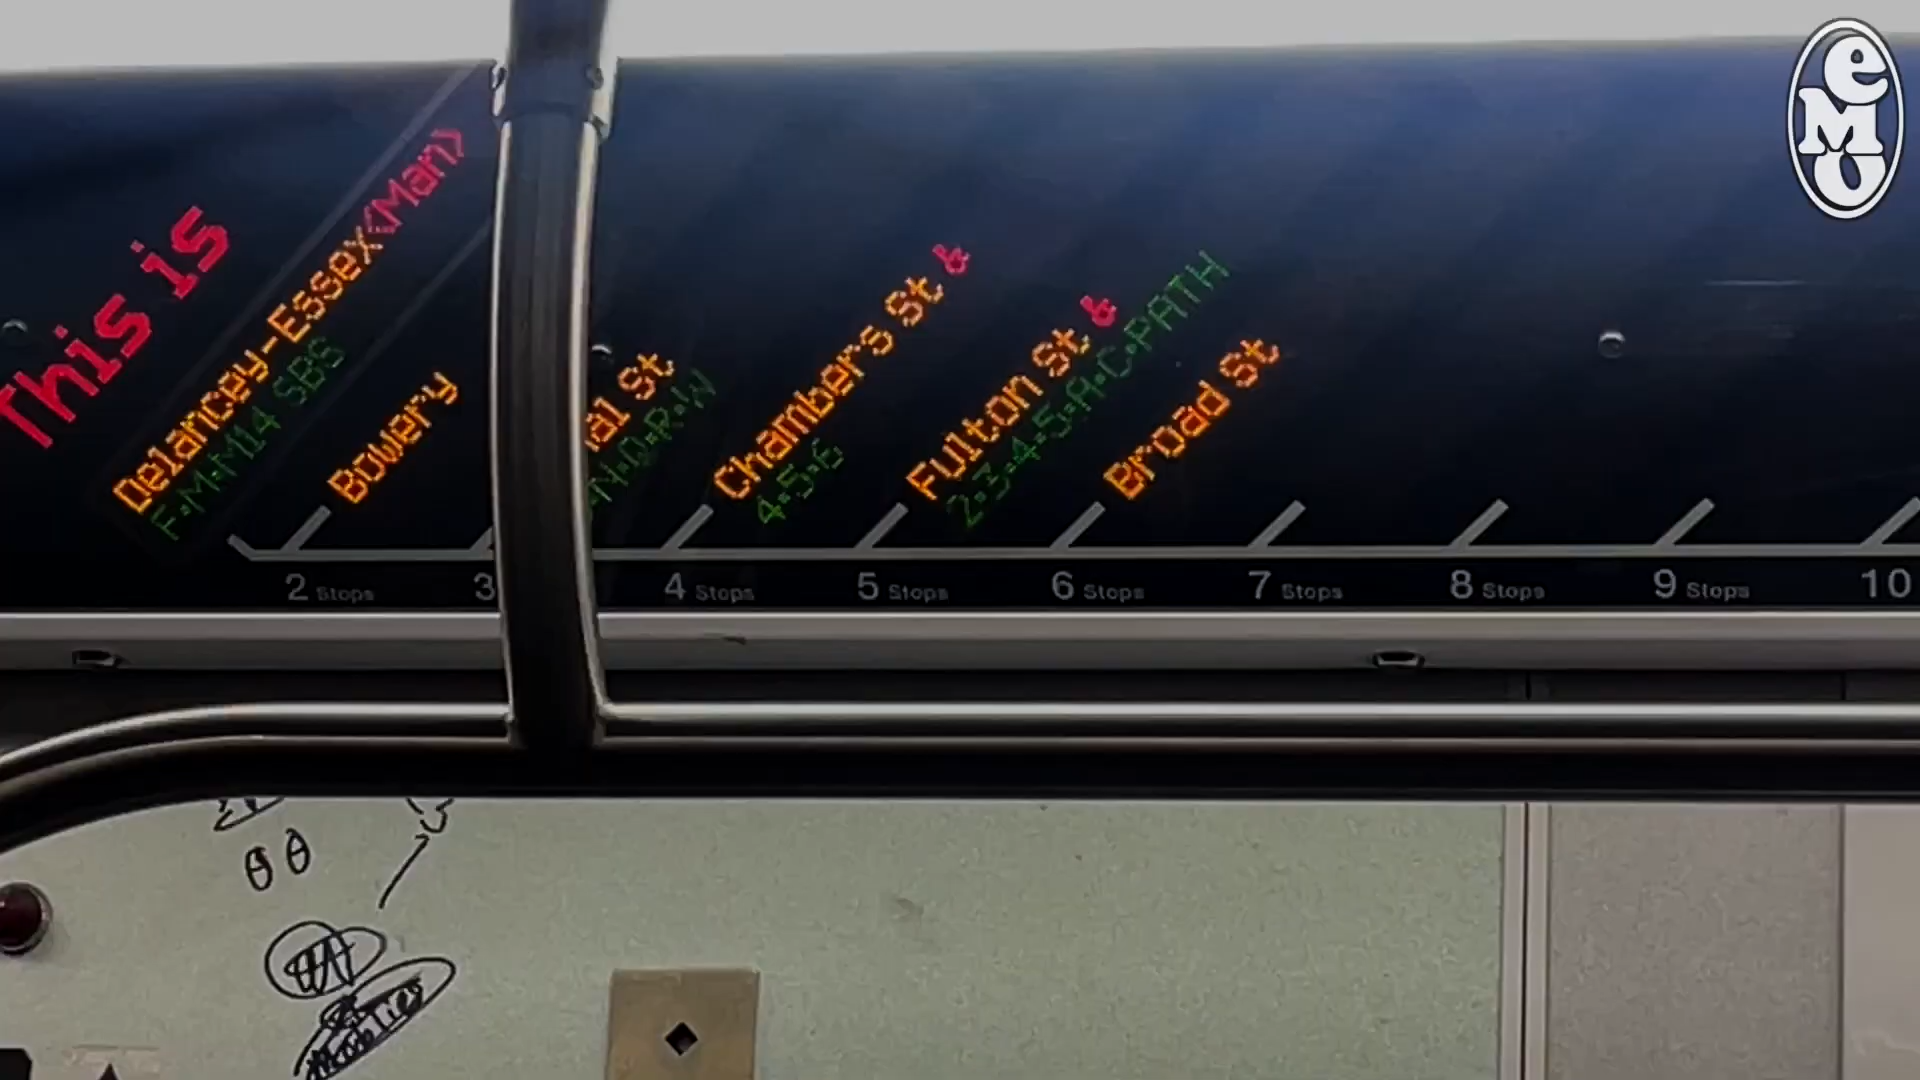 This is
Delancey-Essex(Man)
F•M•M14 SBS
Bowery
al St
N•Q•R•W
Chambers St &
4•5•6
Fulton St &
2•3•4•5•A•C•PATH
Broad St
2 Stops
3
4 Stops
5 Stops
6 Stops
7 Stops
8 Stops
9 Stops
10
eMO